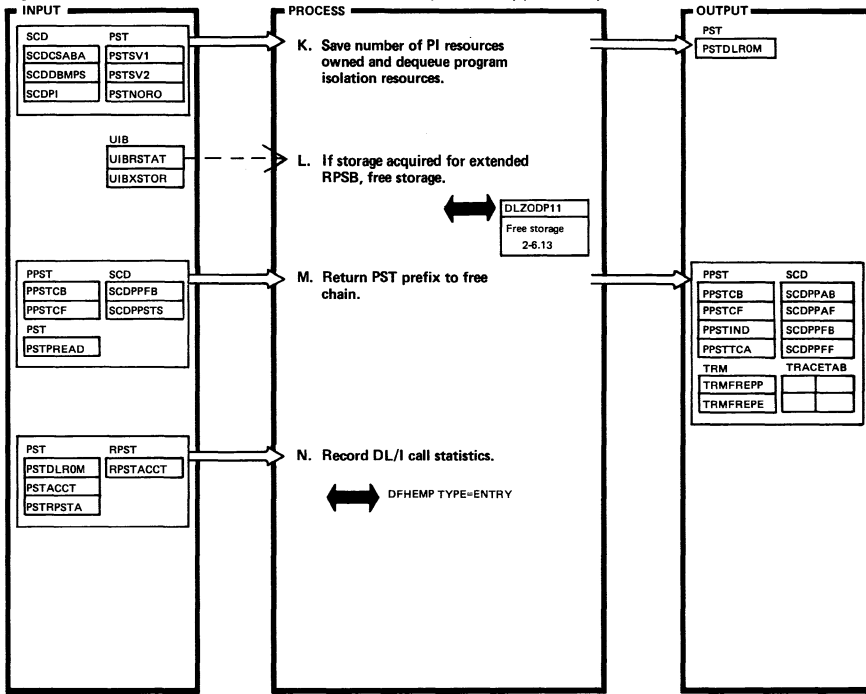 INPUT
PROCESS
OUTPUT
SCD PST
SCDCSABA PSTSV1
SCDDBMPS PSTSV2
SCDPI PSTNORO
K. Save number of PI resources
owned and dequeue program
isolation resources.
PST
PSTDLR0M
UIB
UIBRSTAT
UIBXSTOR
L. If storage acquired for extended
RPSB, free storage.
DLZODP11
Free storage
2-6.13
PPST SCD
PPSTCB SCDPPFB
PPSTCF SCDPPSTS
PST
PSTPREAD
M. Return PST prefix to free
chain.
PPST SCD
PPSTCB SCDPPAB
PPSTCF SCDPPAF
PPSTIND SCDPPFB
PPSTTCA SCDPPFF
TRM TRACETAB
TRMFREPP
TRMFREPE
PST RPST
PSTDLR0M RPSTACCT
PSTACCT
PSTRPSTA
N. Record DL/I call statistics.
DFHEMP TYPE=ENTRY